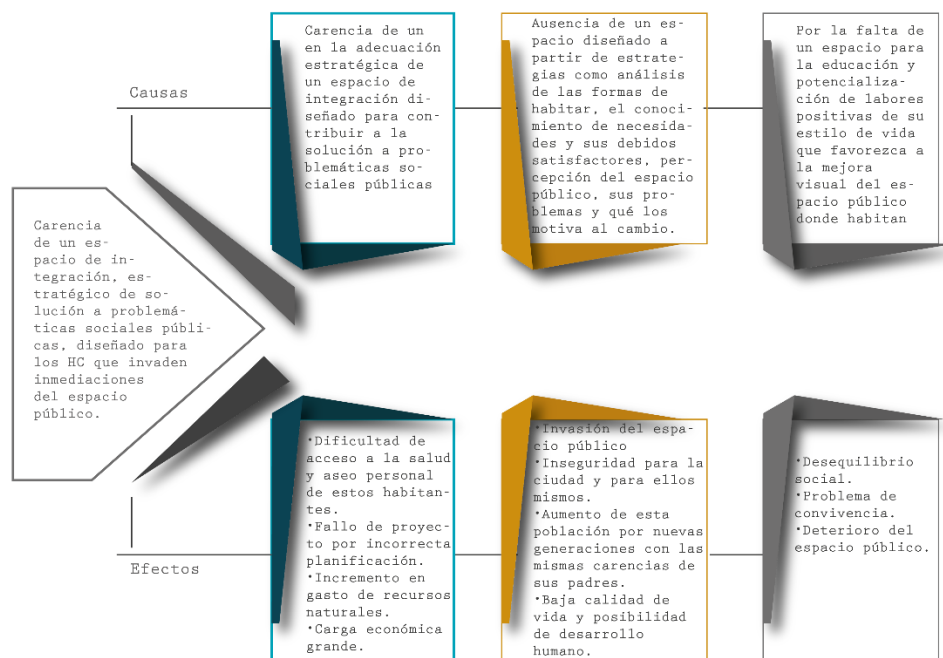 Causas
Carencia de un
en la adecuación
estratégica de
un espacio de
integración di-
señado para con-
tribuir a la
solución a pro-
blemáticas so-
ciales públicas
Ausencia de un es-
pacio diseñado a
partir de estrate-
gias como análisis
de las formas de
habitar, el conoci-
miento de necesida-
des y sus debidos
satisfactores, per-
cepción del espacio
público, sus pro-
blemas y qué los
motiva al cambio.
Por la falta de
un espacio para
la educación y
potencializa-
ción de labores
positivas de su
estilo de vida
que favorezca a
la mejora
visual del es-
pacio público
donde habitan
Carencia
de un es-
pacio de in-
tegración, es-
tratégico de so-
lución a problemá-
ticas sociales públi-
cas, diseñado para
los HC que invaden
inmediaciones
del espacio
público.
Efectos
•Dificultad de
acceso a la salud
y aseo personal
de estos habitan-
tes.
•Fallo de proyec-
to por incorrecta
planificación.
•Incremento en
gasto de recursos
naturales.
•Carga económica
grande.
•Invasión del espa-
cio público
•Inseguridad para la
ciudad y para ellos
mismos.
•Aumento de esta
población por nuevas
generaciones con las
mismas carencias de
sus padres.
•Baja calidad de
vida y posibilidad
de desarrollo
humano.
•Desequilibrio
social.
•Problema de
convivencia.
•Deterioro del
espacio público.